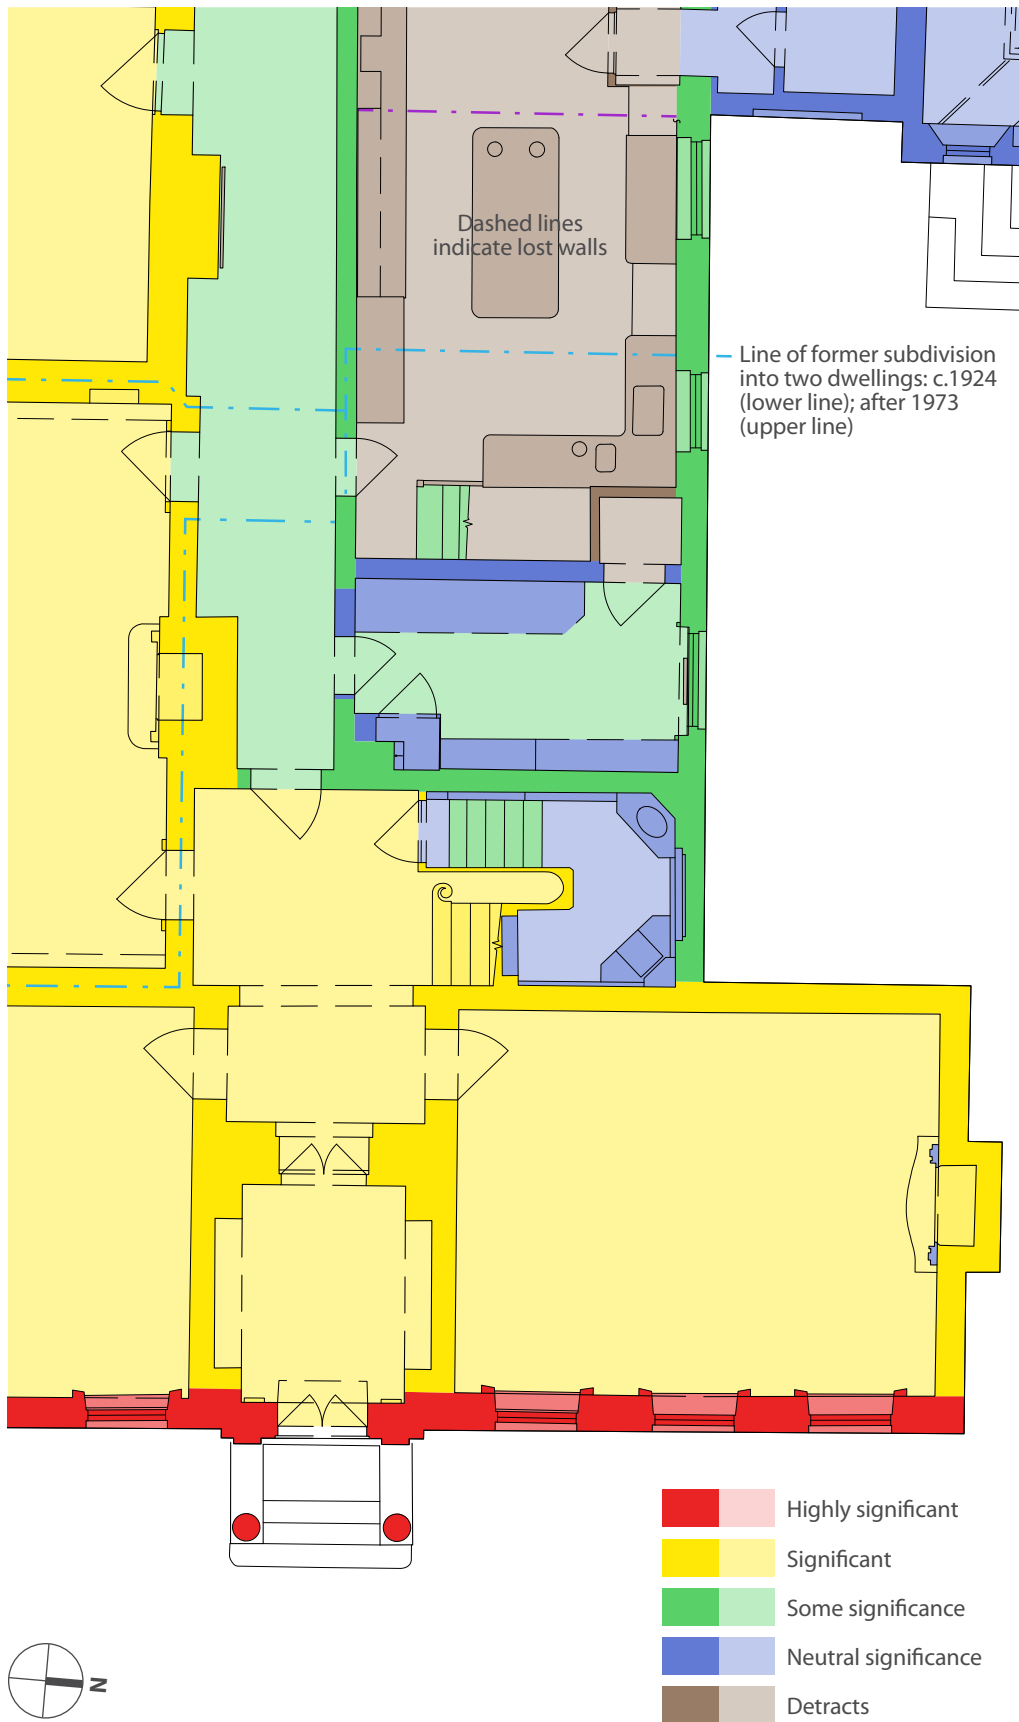 Dashed lines
indicate lost walls
Line of former subdivision
into two dwellings: c.1924
(lower line); after 1973
(upper line)
Highly significant
Significant
Some significance
Neutral significance
Detracts
N